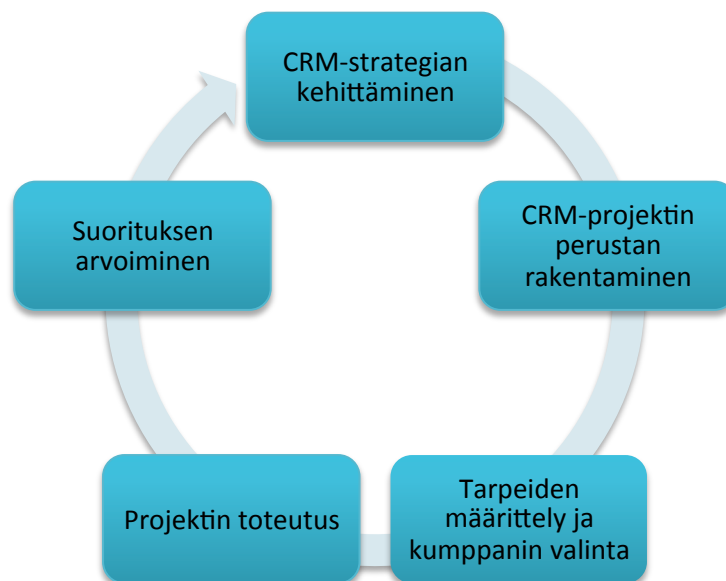 CRM-strategian
kehittäminen
CRM-projektin
perustan
rakentaminen
Tarpeiden
määrittely ja
kumppanin valinta
Projektin toteutus
Suorituksen
arvoiminen